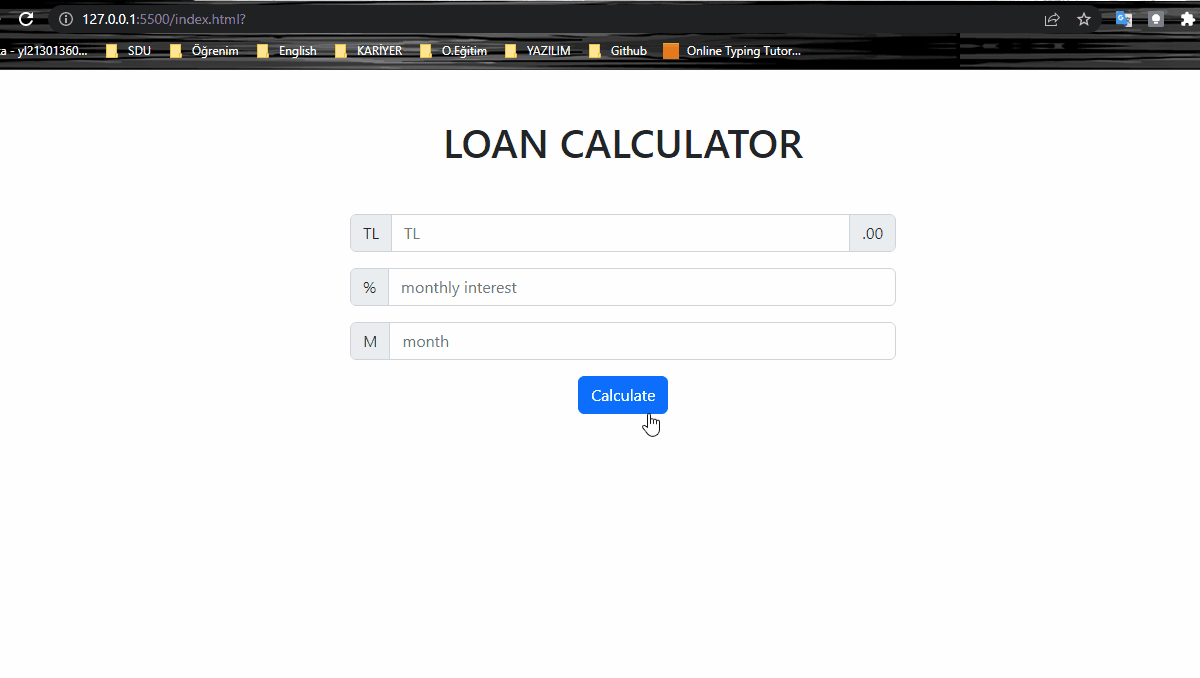 127.0.0.1:5500/index.html?
a - yl21301360... SDU Öğrenim English KARİYER O.Eğitim YAZILIM Github Online Typing Tutor...
LOAN CALCULATOR
TL TL .00
% monthly interest
M month
Calculate